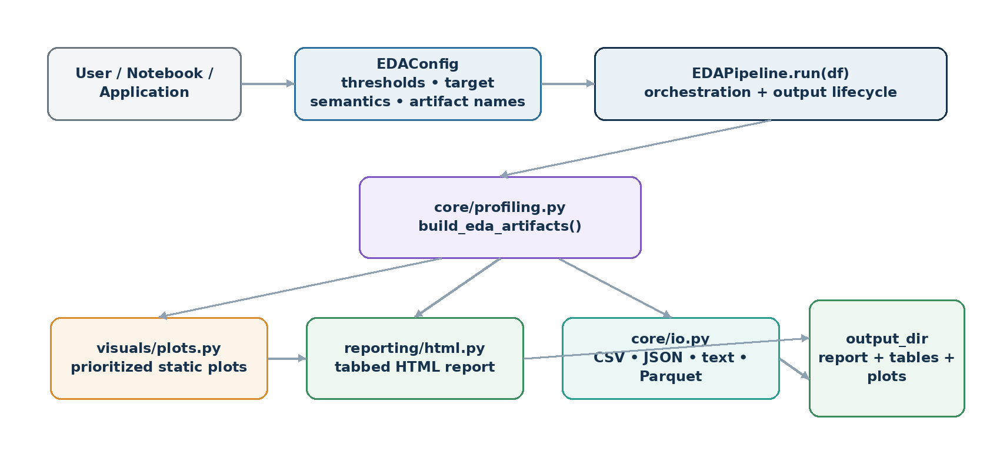 User / Notebook /
Application
EDAConfig
thresholds • target
semantics • artifact names
EDAPipeline.run(df)
orchestration + output lifecycle
core/profiling.py
build_eda_artifacts()
visuals/plots.py
prioritized static plots
reporting/html.py
tabbed HTML report
core/io.py
CSV • JSON • text •
Parquet
output_dir
report + tables +
plots